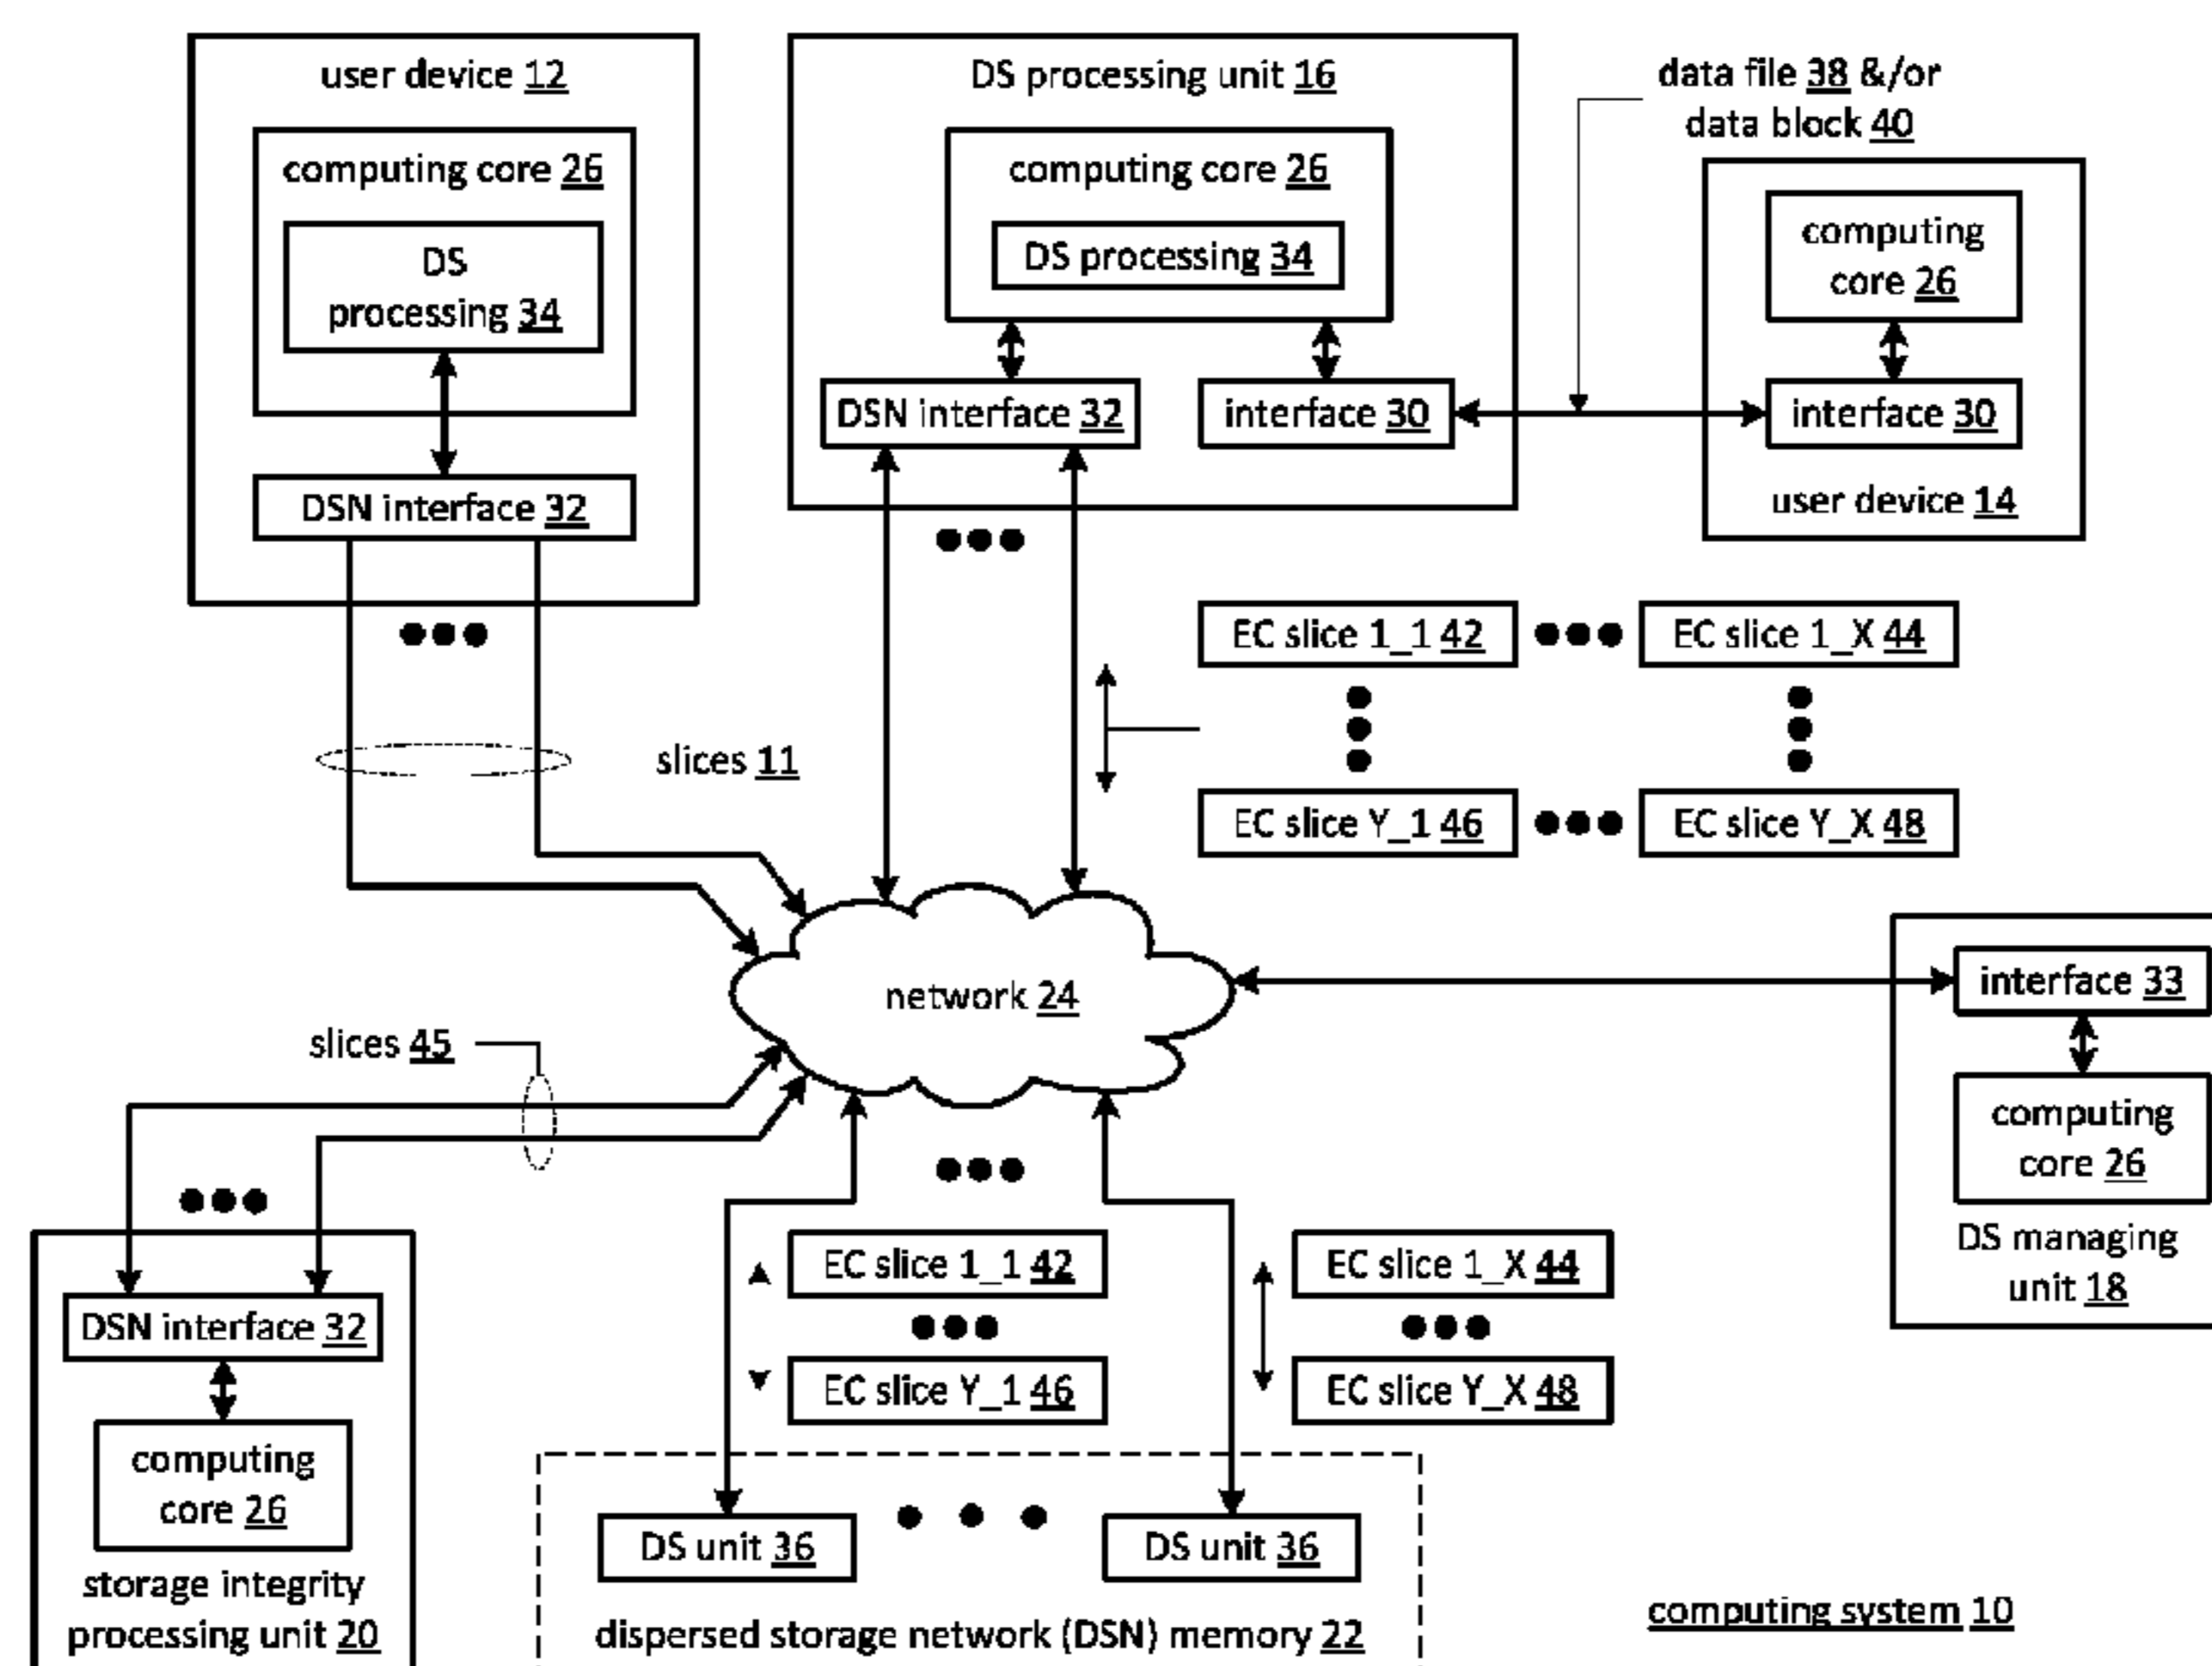 user device 12
computing core 26
DS
processing 34
DSN interface 32
DS processing unit 16
computing core 26
DS processing 34
DSN interface 32
interface 30
data file 38 &/or
data block 40
computing
core 26
interface 30
user device 14
EC slice 1_1 42
EC slice 1_X 44
EC slice Y_1 46
EC slice Y_X 48
slices 11
network 24
interface 33
computing
core 26
DS managing
unit 18
slices 45
DSN interface 32
computing
core 26
storage integrity
processing unit 20
EC slice 1_1 42
EC slice Y_1 46
EC slice 1_X 44
EC slice Y_X 48
DS unit 36
DS unit 36
dispersed storage network (DSN) memory 22
computing system 10